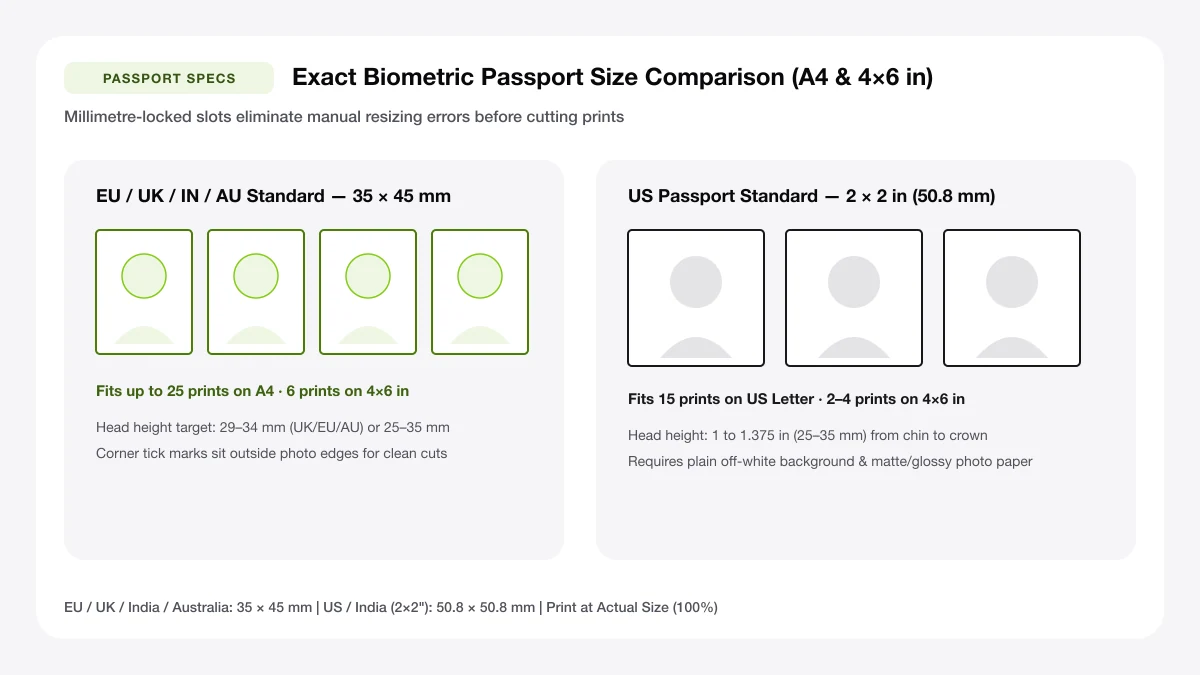 PASSPORT SPECS
Exact Biometric Passport Size Comparison (A4 & 4×6 in)
Millimetre-locked slots eliminate manual resizing errors before cutting prints
EU / UK / IN / AU Standard — 35 × 45 mm
Fits up to 25 prints on A4 · 6 prints on 4×6 in
Head height target: 29–34 mm (UK/EU/AU) or 25–35 mm
Corner tick marks sit outside photo edges for clean cuts
US Passport Standard — 2 × 2 in (50.8 mm)
Fits 15 prints on US Letter · 2–4 prints on 4×6 in
Head height: 1 to 1.375 in (25–35 mm) from chin to crown
Requires plain off-white background & matte/glossy photo paper
EU / UK / India / Australia: 35 × 45 mm | US / India (2×2"): 50.8 × 50.8 mm | Print at Actual Size (100%)